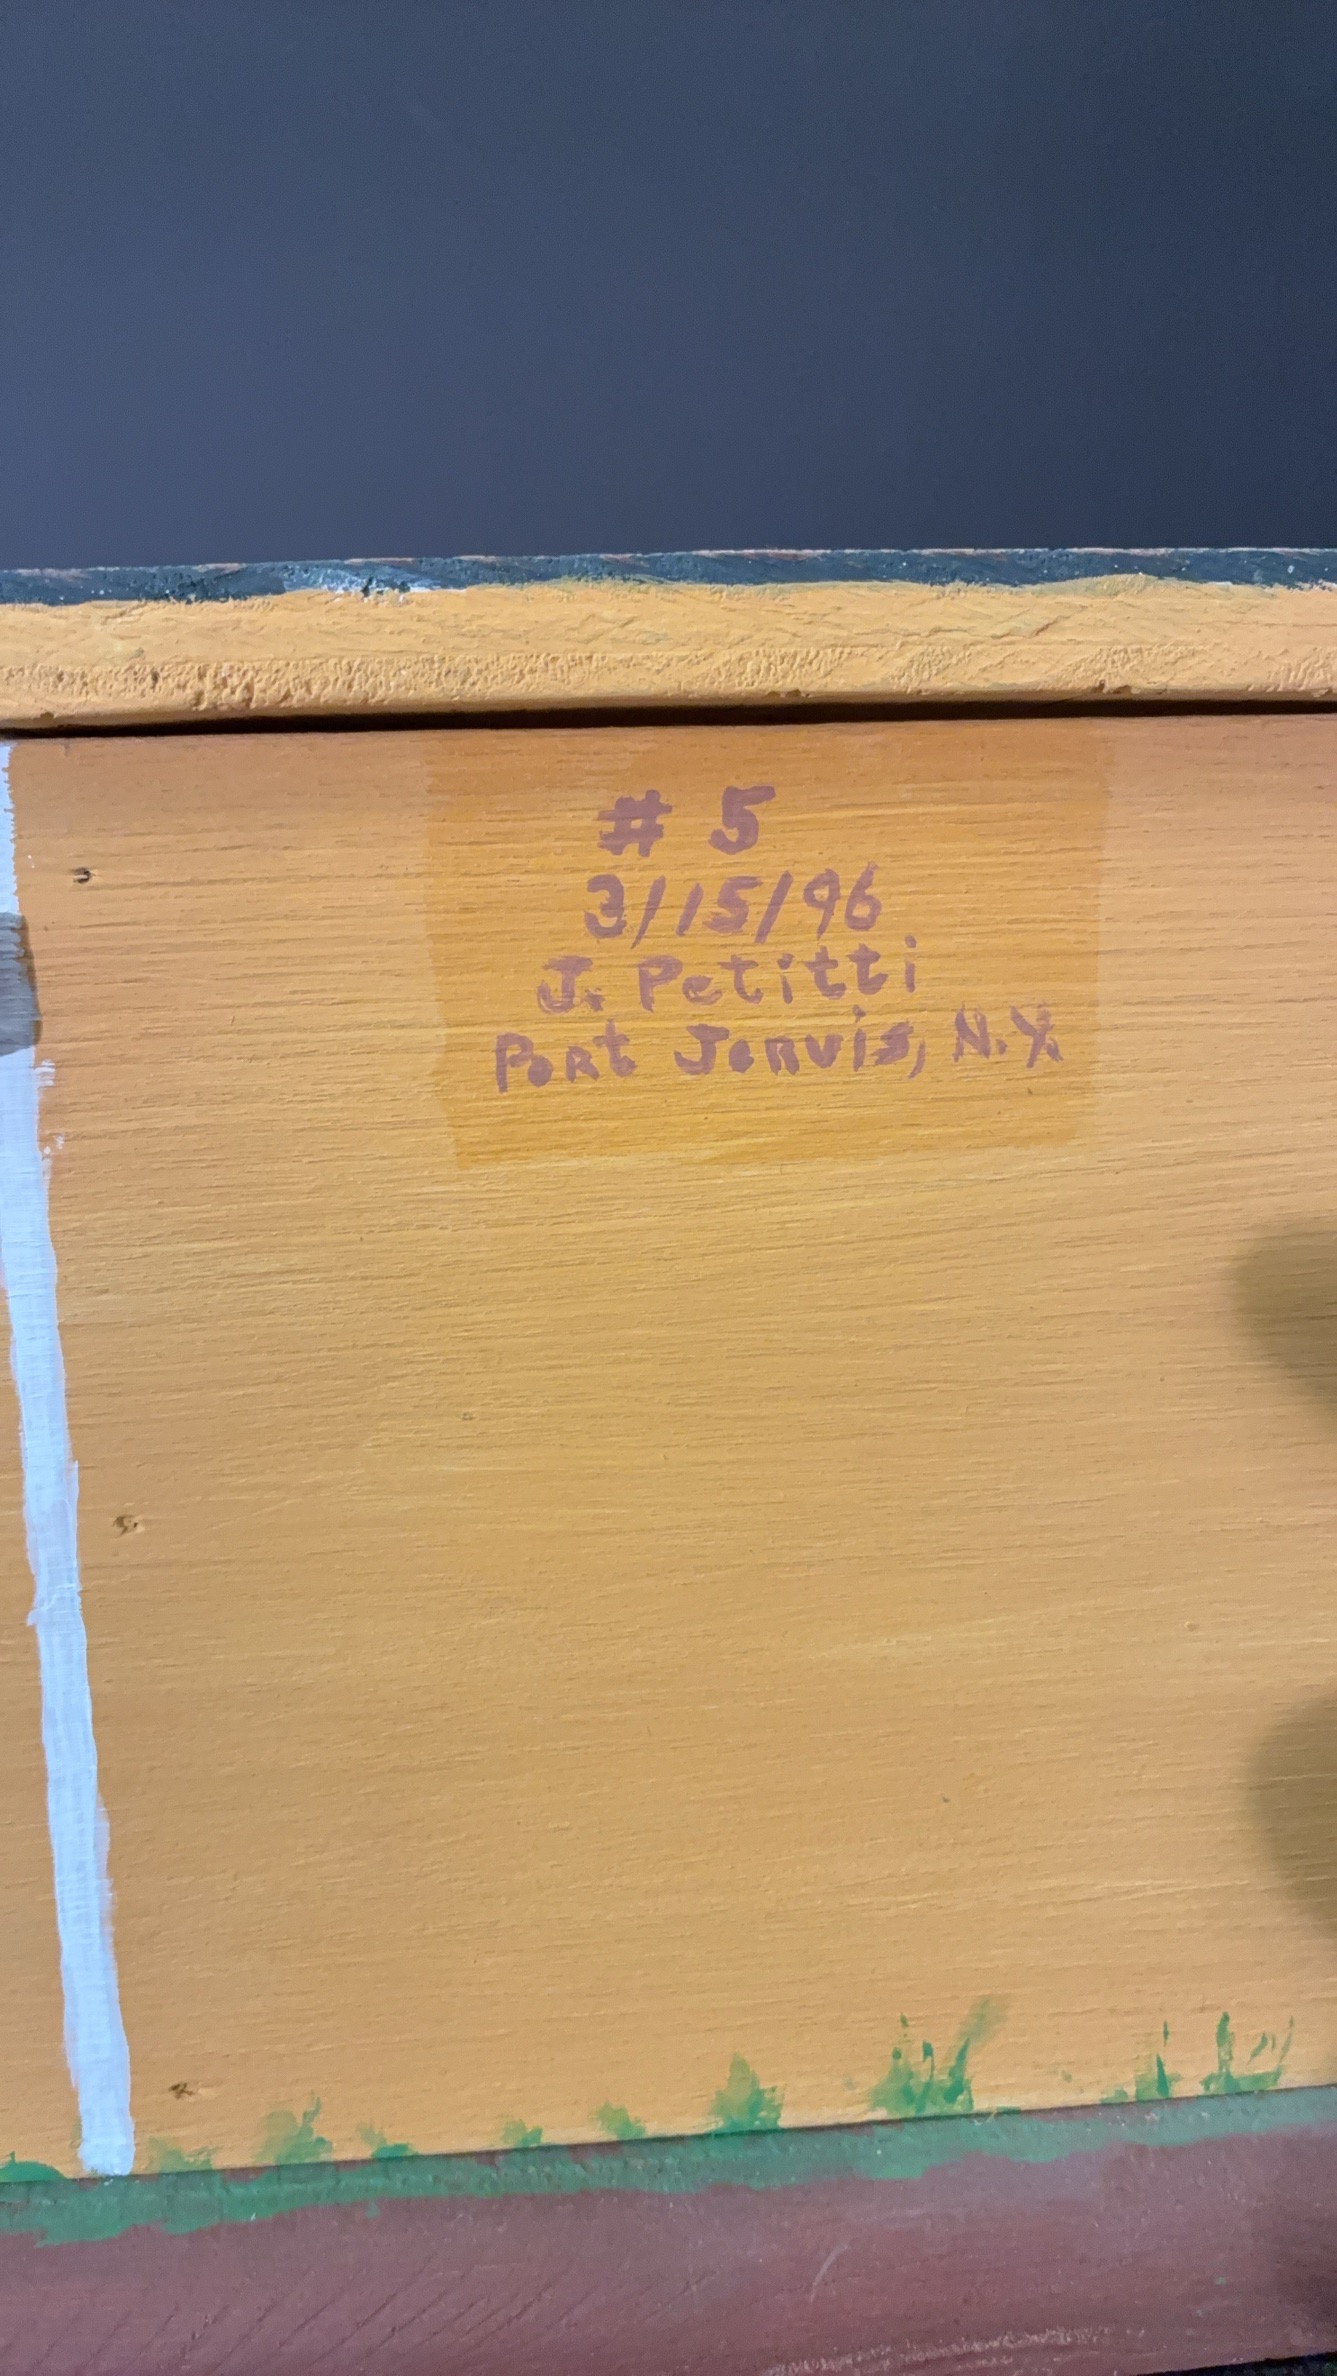 # 5
3/15/96
J. Petitti
Port Jervis, N.Y.